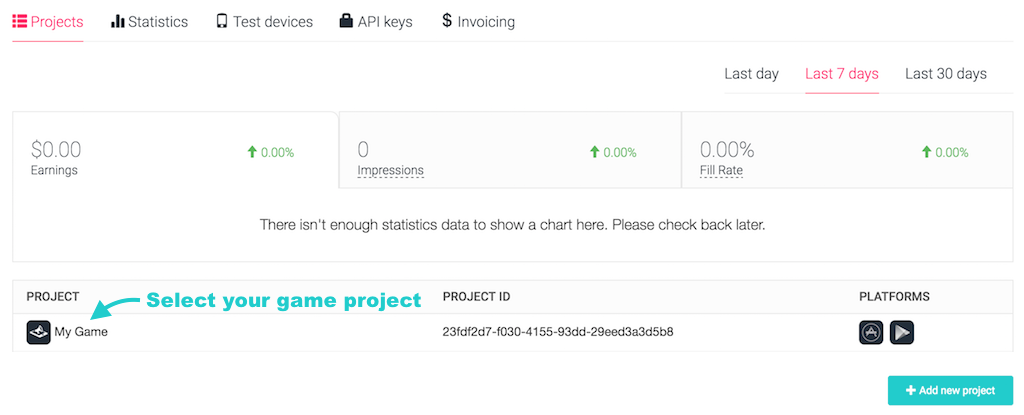 Projects Statistics Test devices API keys $ Invoicing
Last day Last 7 days Last 30 days
$0.00 0.00% 0 0.00% 0.00% 0.00%
Earnings Impressions Fill Rate
There isn't enough statistics data to show a chart here. Please check back later.
PROJECT Select your game project PROJECT ID PLATFORMS
My Game 23fdf2d7-f030-4155-93dd-29eed3a3d5b8
+ Add new project